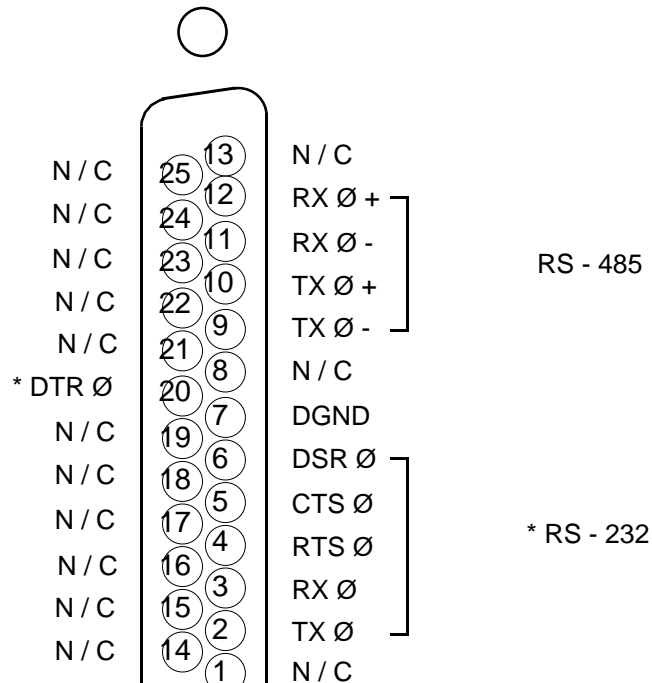 13 N / C
N / C 25
12 RX Ø +
N / C 24
11 RX Ø -
N / C 23
RS - 485
10 TX Ø +
N / C 22
9 TX Ø -
N / C 21
8 N / C
* DTR Ø 20
7 DGND
N / C 19
6 DSR Ø
N / C 18
5 CTS Ø
N / C 17
* RS - 232
4 RTS Ø
N / C 16
3 RX Ø
N / C 15
2 TX Ø
N / C 14
1 N / C